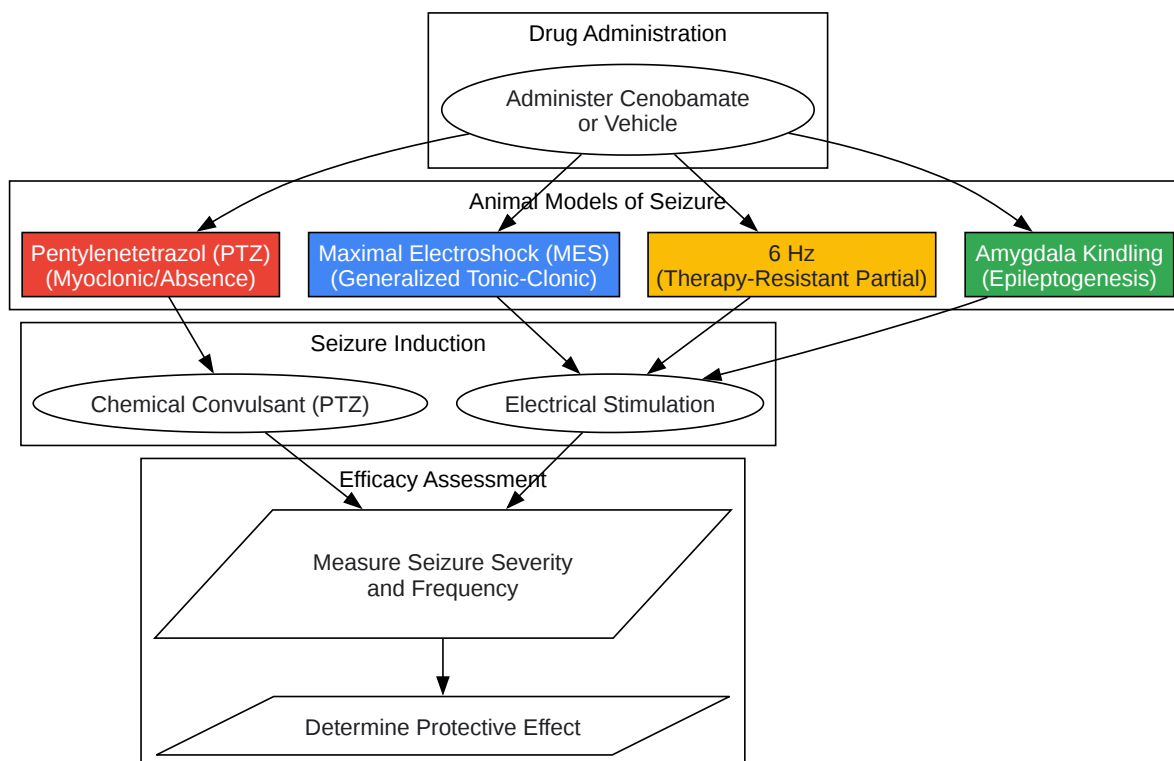 Drug Administration
Administer Cenobamate
or Vehicle
Animal Models of Seizure
Pentylenetetrazol (PTZ)
(Myoclonic/Absence)
Maximal Electroshock (MES)
(Generalized Tonic-Clonic)
6 Hz
(Therapy-Resistant Partial)
Amygdala Kindling
(Epileptogenesis)
Seizure Induction
Chemical Convulsant (PTZ)
Electrical Stimulation
Efficacy Assessment
Measure Seizure Severity
and Frequency
Determine Protective Effect